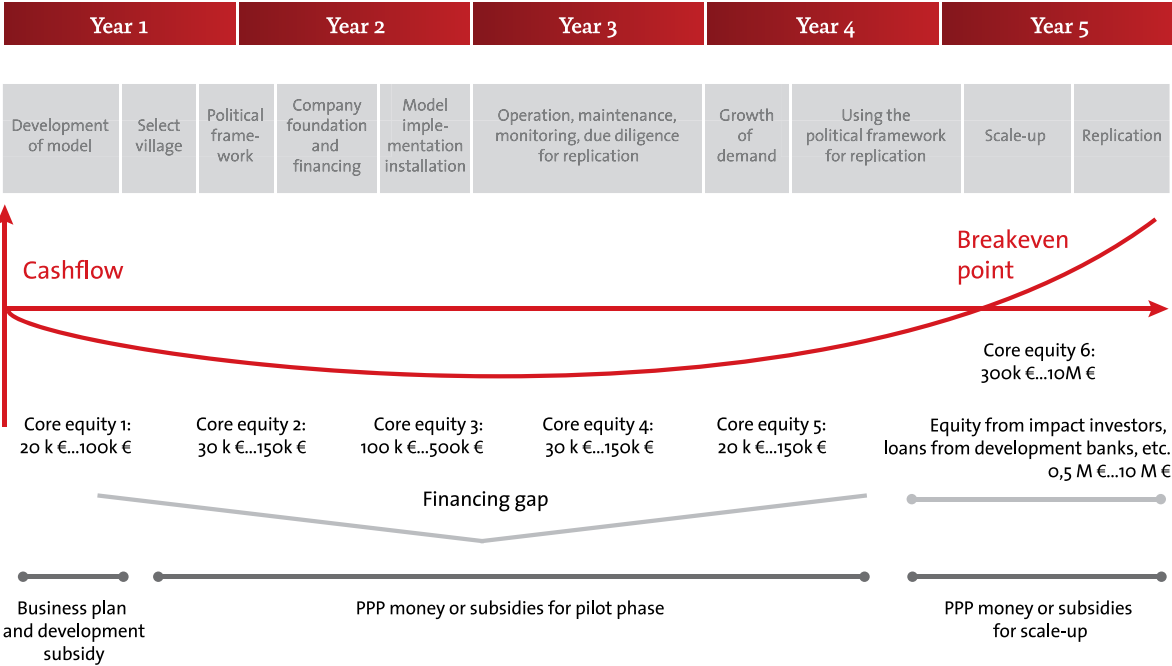 Year 1
Year 2
Year 3
Year 4
Year 5
Development
of model
Select
village
Political
frame-
work
Company
foundation
and
financing
Model
imple-
mentation
installation
Operation, maintenance,
monitoring, due diligence
for replication
Growth
of
demand
Using the
political framework
for replication
Scale-up
Replication
Cashflow
Breakeven
point
Core equity 6:
300k €...10M €
Core equity 1:
20 k €...100k €
Core equity 2:
30 k €...150k €
Core equity 3:
100 k €...500k €
Core equity 4:
30 k €...150k €
Core equity 5:
20 k €...150k €
Equity from impact investors,
loans from development banks, etc.
0,5 M €...10 M €
Financing gap
Business plan
and development
subsidy
PPP money or subsidies for pilot phase
PPP money or subsidies
for scale-up